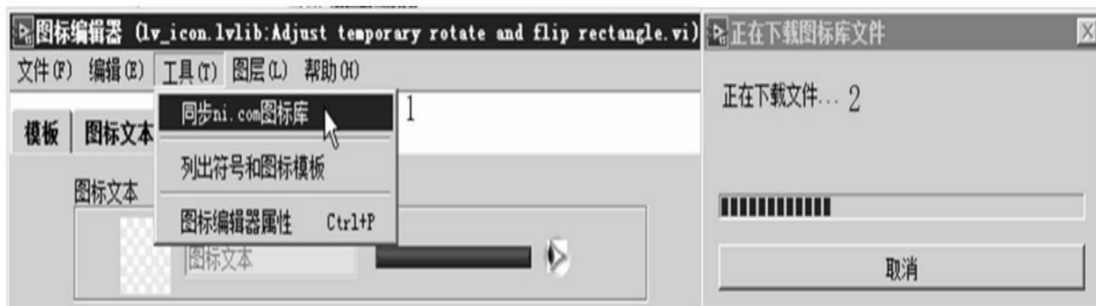 图标编辑器 (lv_icon.lvlib:Adjust temporary rotate and flip rectangle.vi)
文件(F) 编辑(E) 工具(T) 图层(L) 帮助(H)
同步ni.com图标库
1
模板 图标文本
列出符号和图标模板
图标文本
图标编辑器属性 Ctrl+P
图标文本
正在下载图标库文件
正在下载文件... 2
取消